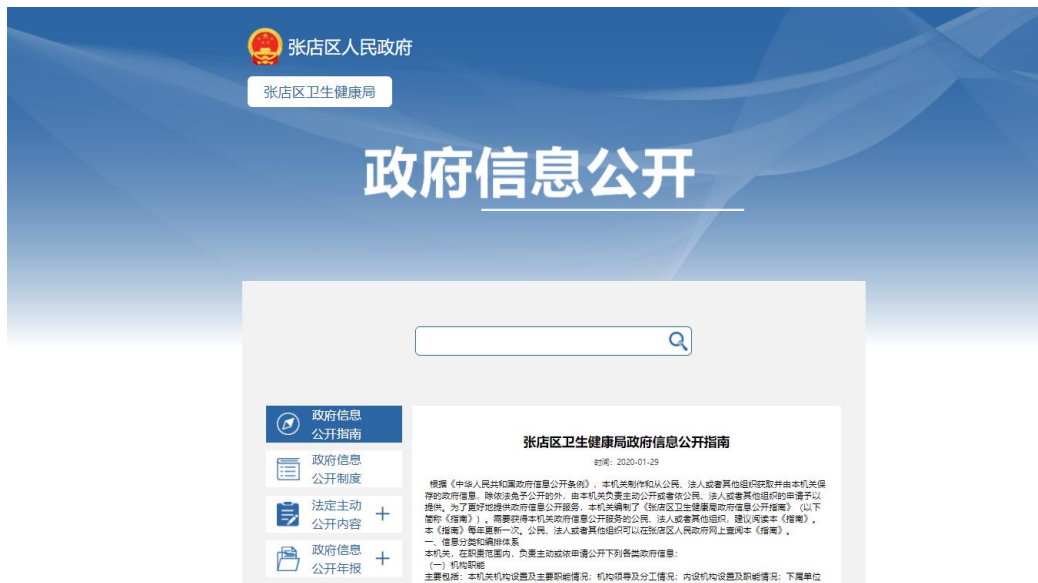 张店区人民政府
张店区卫生健康局
政府信息公开
政府信息
公开指南
政府信息
公开制度
法定主动
公开内容
政府信息
公开年报
张店区卫生健康局政府信息公开指南
时间：2020-01-29
根据《中华人民共和国政府信息公开条例》，本机关制作和从公民、法人或者其他组织获取并由本机关保
存的政府信息，除依法免予公开的外，由本机关负责主动公开或者依公民、法人或者其他组织的申请予以
提供。为了更好地提供政府信息公开服务，本机关编制了《张店区卫生健康局政府信息公开指南》（以下
简称《指南》）。需要获得本机关政府信息公开服务的公民、法人或者其他组织，建议阅读本《指南》。
本《指南》每年更新一次。公民、法人或者其他组织可以在张店区人民政府网上查阅本《指南》。
一、信息分类和编排体系
本机关，在职责范围内，负责主动或依申请公开下列各类政府信息：
（一）机构职能
主要包括：本机关机构设置及主要职能情况；机构领导及分工情况；内设机构设置及职能情况；下属单位